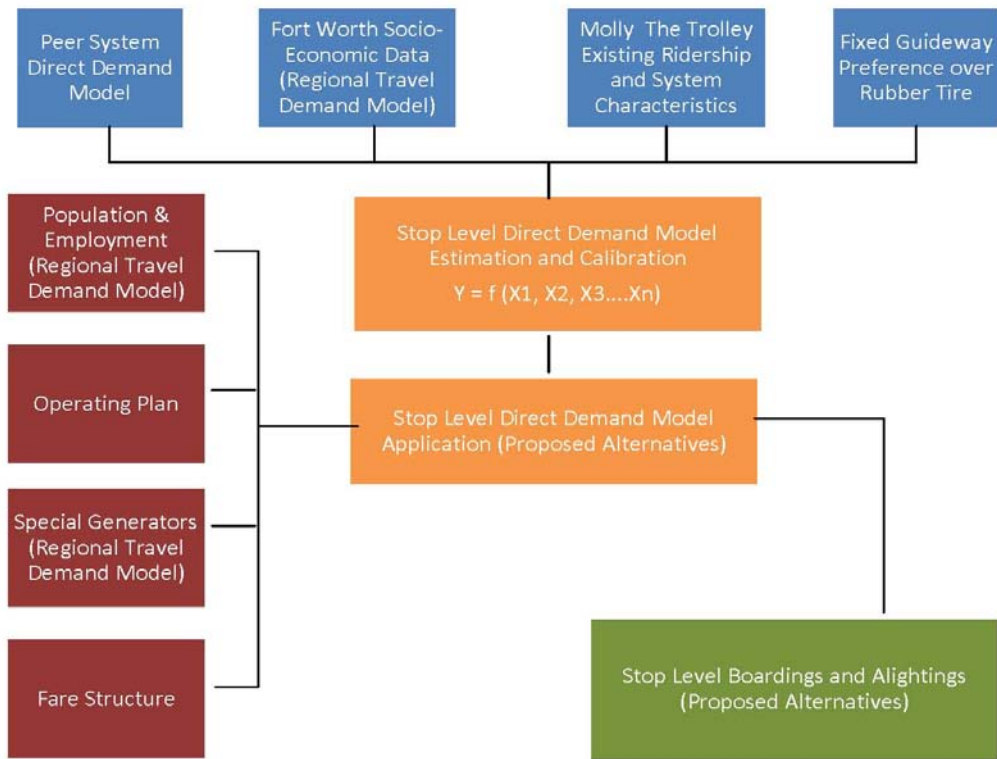 Peer System
Direct Demand
Model
Fort Worth Socio-
Economic Data
(Regional Travel
Demand Model)
Molly The Trolley
Existing Ridership
and System
Characteristics
Fixed Guideway
Preference over
Rubber Tire
Population &
Employment
(Regional Travel
Demand Model)
Stop Level Direct Demand Model
Estimation and Calibration
Y = f (X1, X2, X3....Xn)
Operating Plan
Stop Level Direct Demand Model
Application (Proposed Alternatives)
Special Generators
(Regional Travel
Demand Model)
Fare Structure
Stop Level Boardings and Alightings
(Proposed Alternatives)